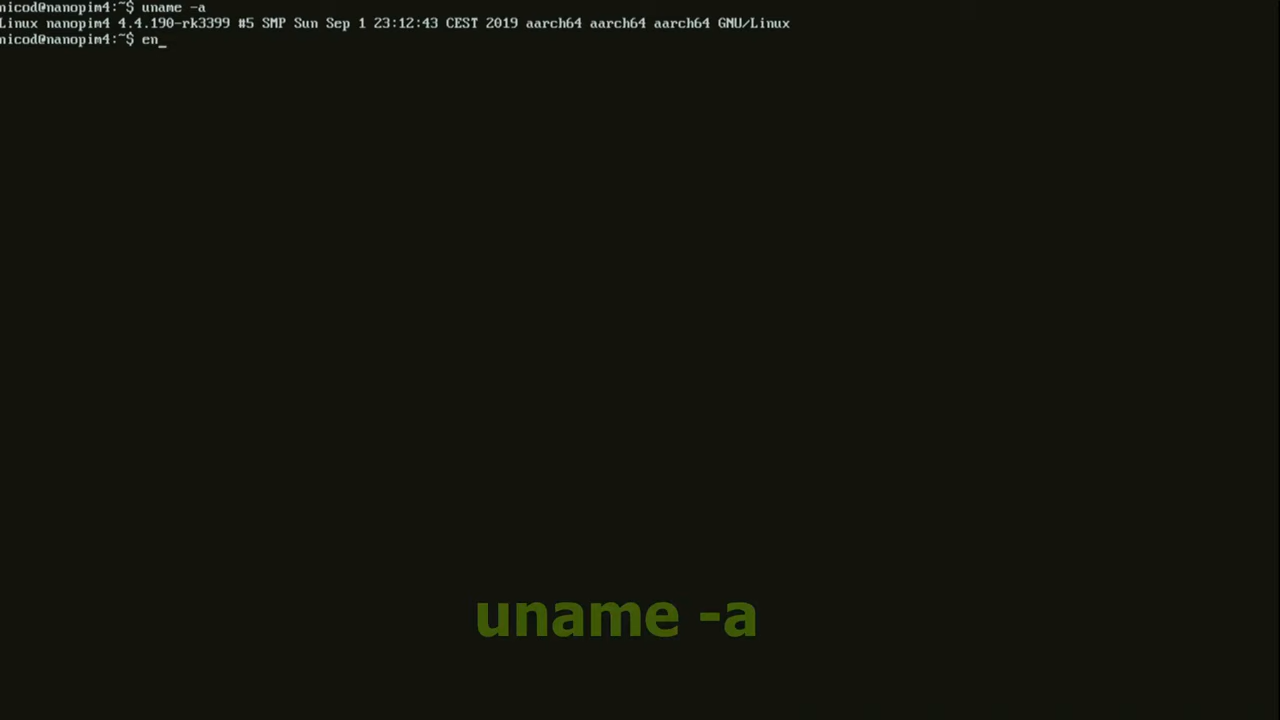 nicod@nanopim4:~$ uname -a
Linux nanopim4 4.4.190-rk3399 #5 SMP Sun Sep 1 23:12:43 CEST 2019 aarch64 aarch64 aarch64 GNU/Linux
nicod@nanopim4:~$ en_
uname -a